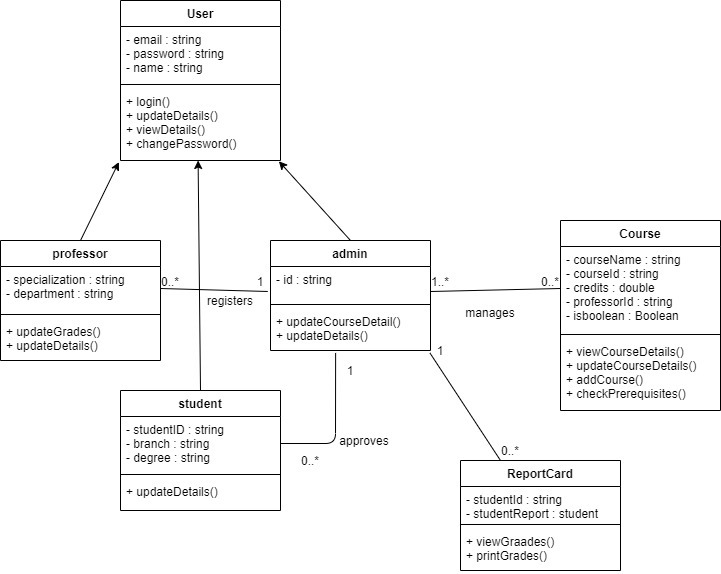 User
- email : string
- password : string
- name : string
+ login()
+ updateDetails()
+ viewDetails()
+ changePassword()
professor
- specialization : string
- department : string
+ updateGrades()
+ updateDetails()
0..*
1
registers
admin
- id : string
+ updateCourseDetail()
+ updateDetails()
1..*
0..*
manages
Course
- courseName : string
- courseId : string
- credits : double
- professorId : string
- isboolean : Boolean
+ viewCourseDetails()
+ updateCourseDetails()
+ addCourse()
+ checkPrerequisites()
1
1
approves
0..*
0..*
student
- studentID : string
- branch : string
- degree : string
+ updateDetails()
ReportCard
- studentId : string
- studentReport : student
+ viewGraades()
+ printGrades()